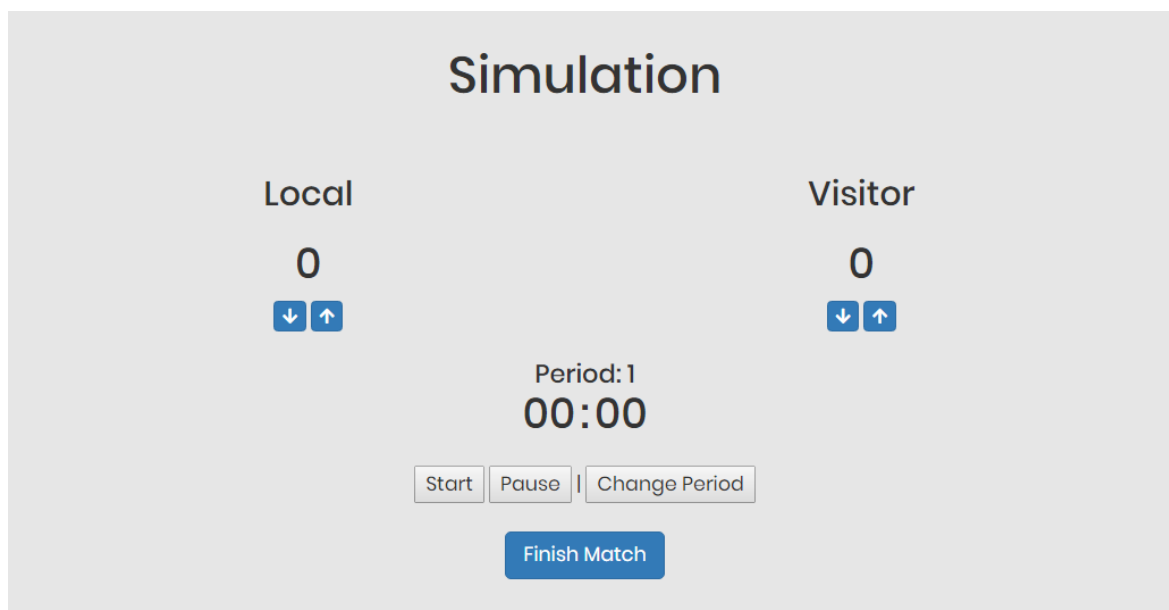 Simulation
Local Visitor
0 0
Period: 1
00:00
Start Pause | Change Period
Finish Match